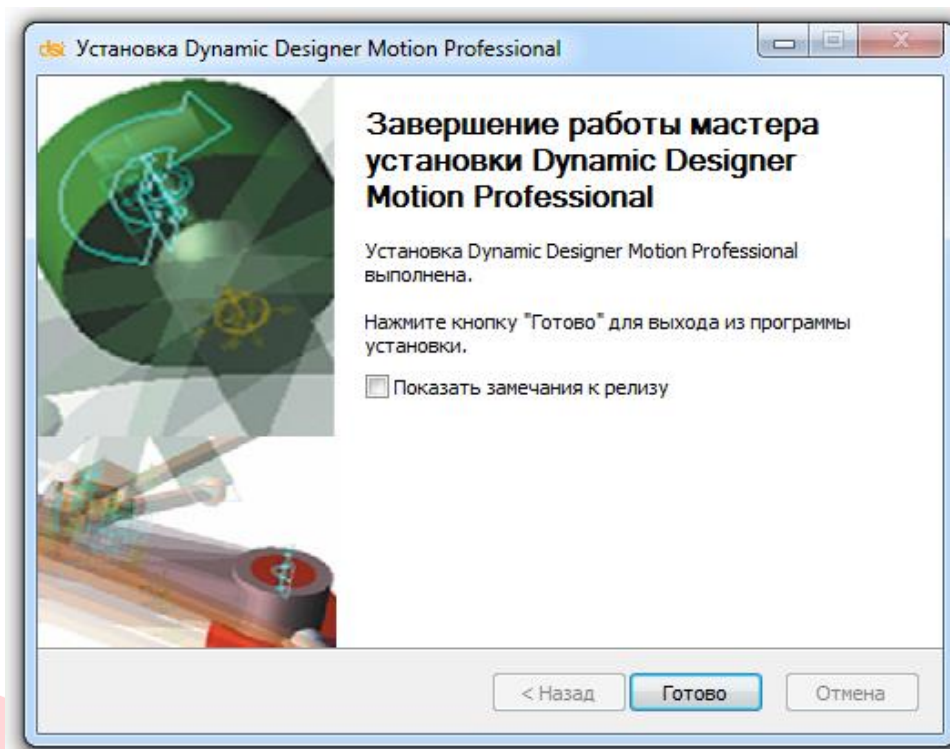 dsi Установка Dynamic Designer Motion Professional
Завершение работы мастера
установки Dynamic Designer
Motion Professional
Установка Dynamic Designer Motion Professional
выполнена.
Нажмите кнопку "Готово" для выхода из программы
установки.
Показать замечания к релизу
< Назад Готово Отмена